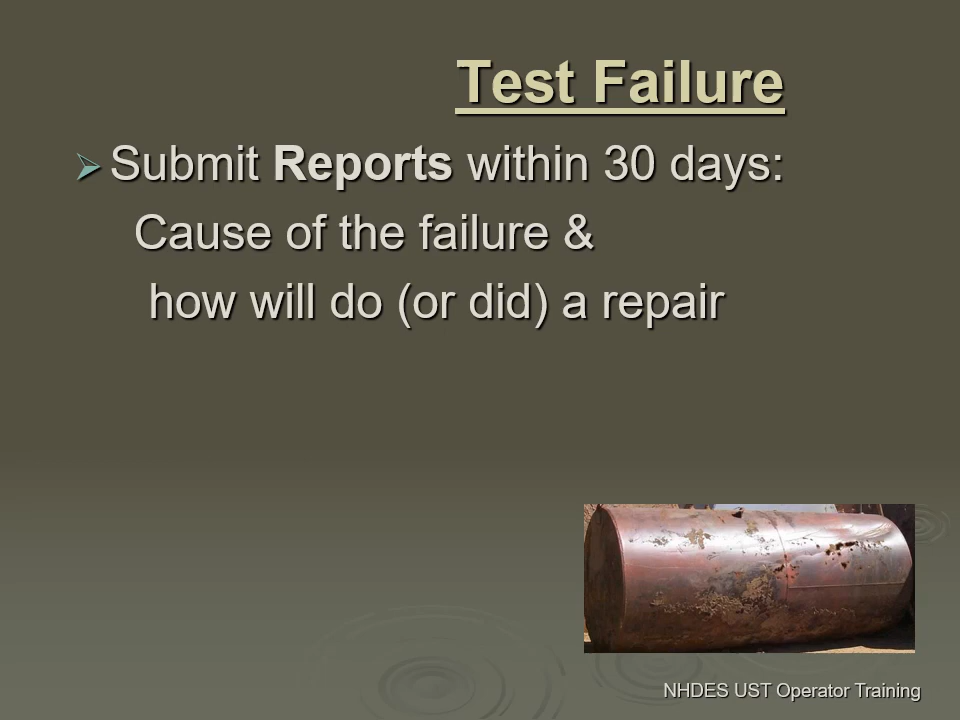 Test Failure
Submit Reports within 30 days:
Cause of the failure &
how will do (or did) a repair
NHDES UST Operator Training